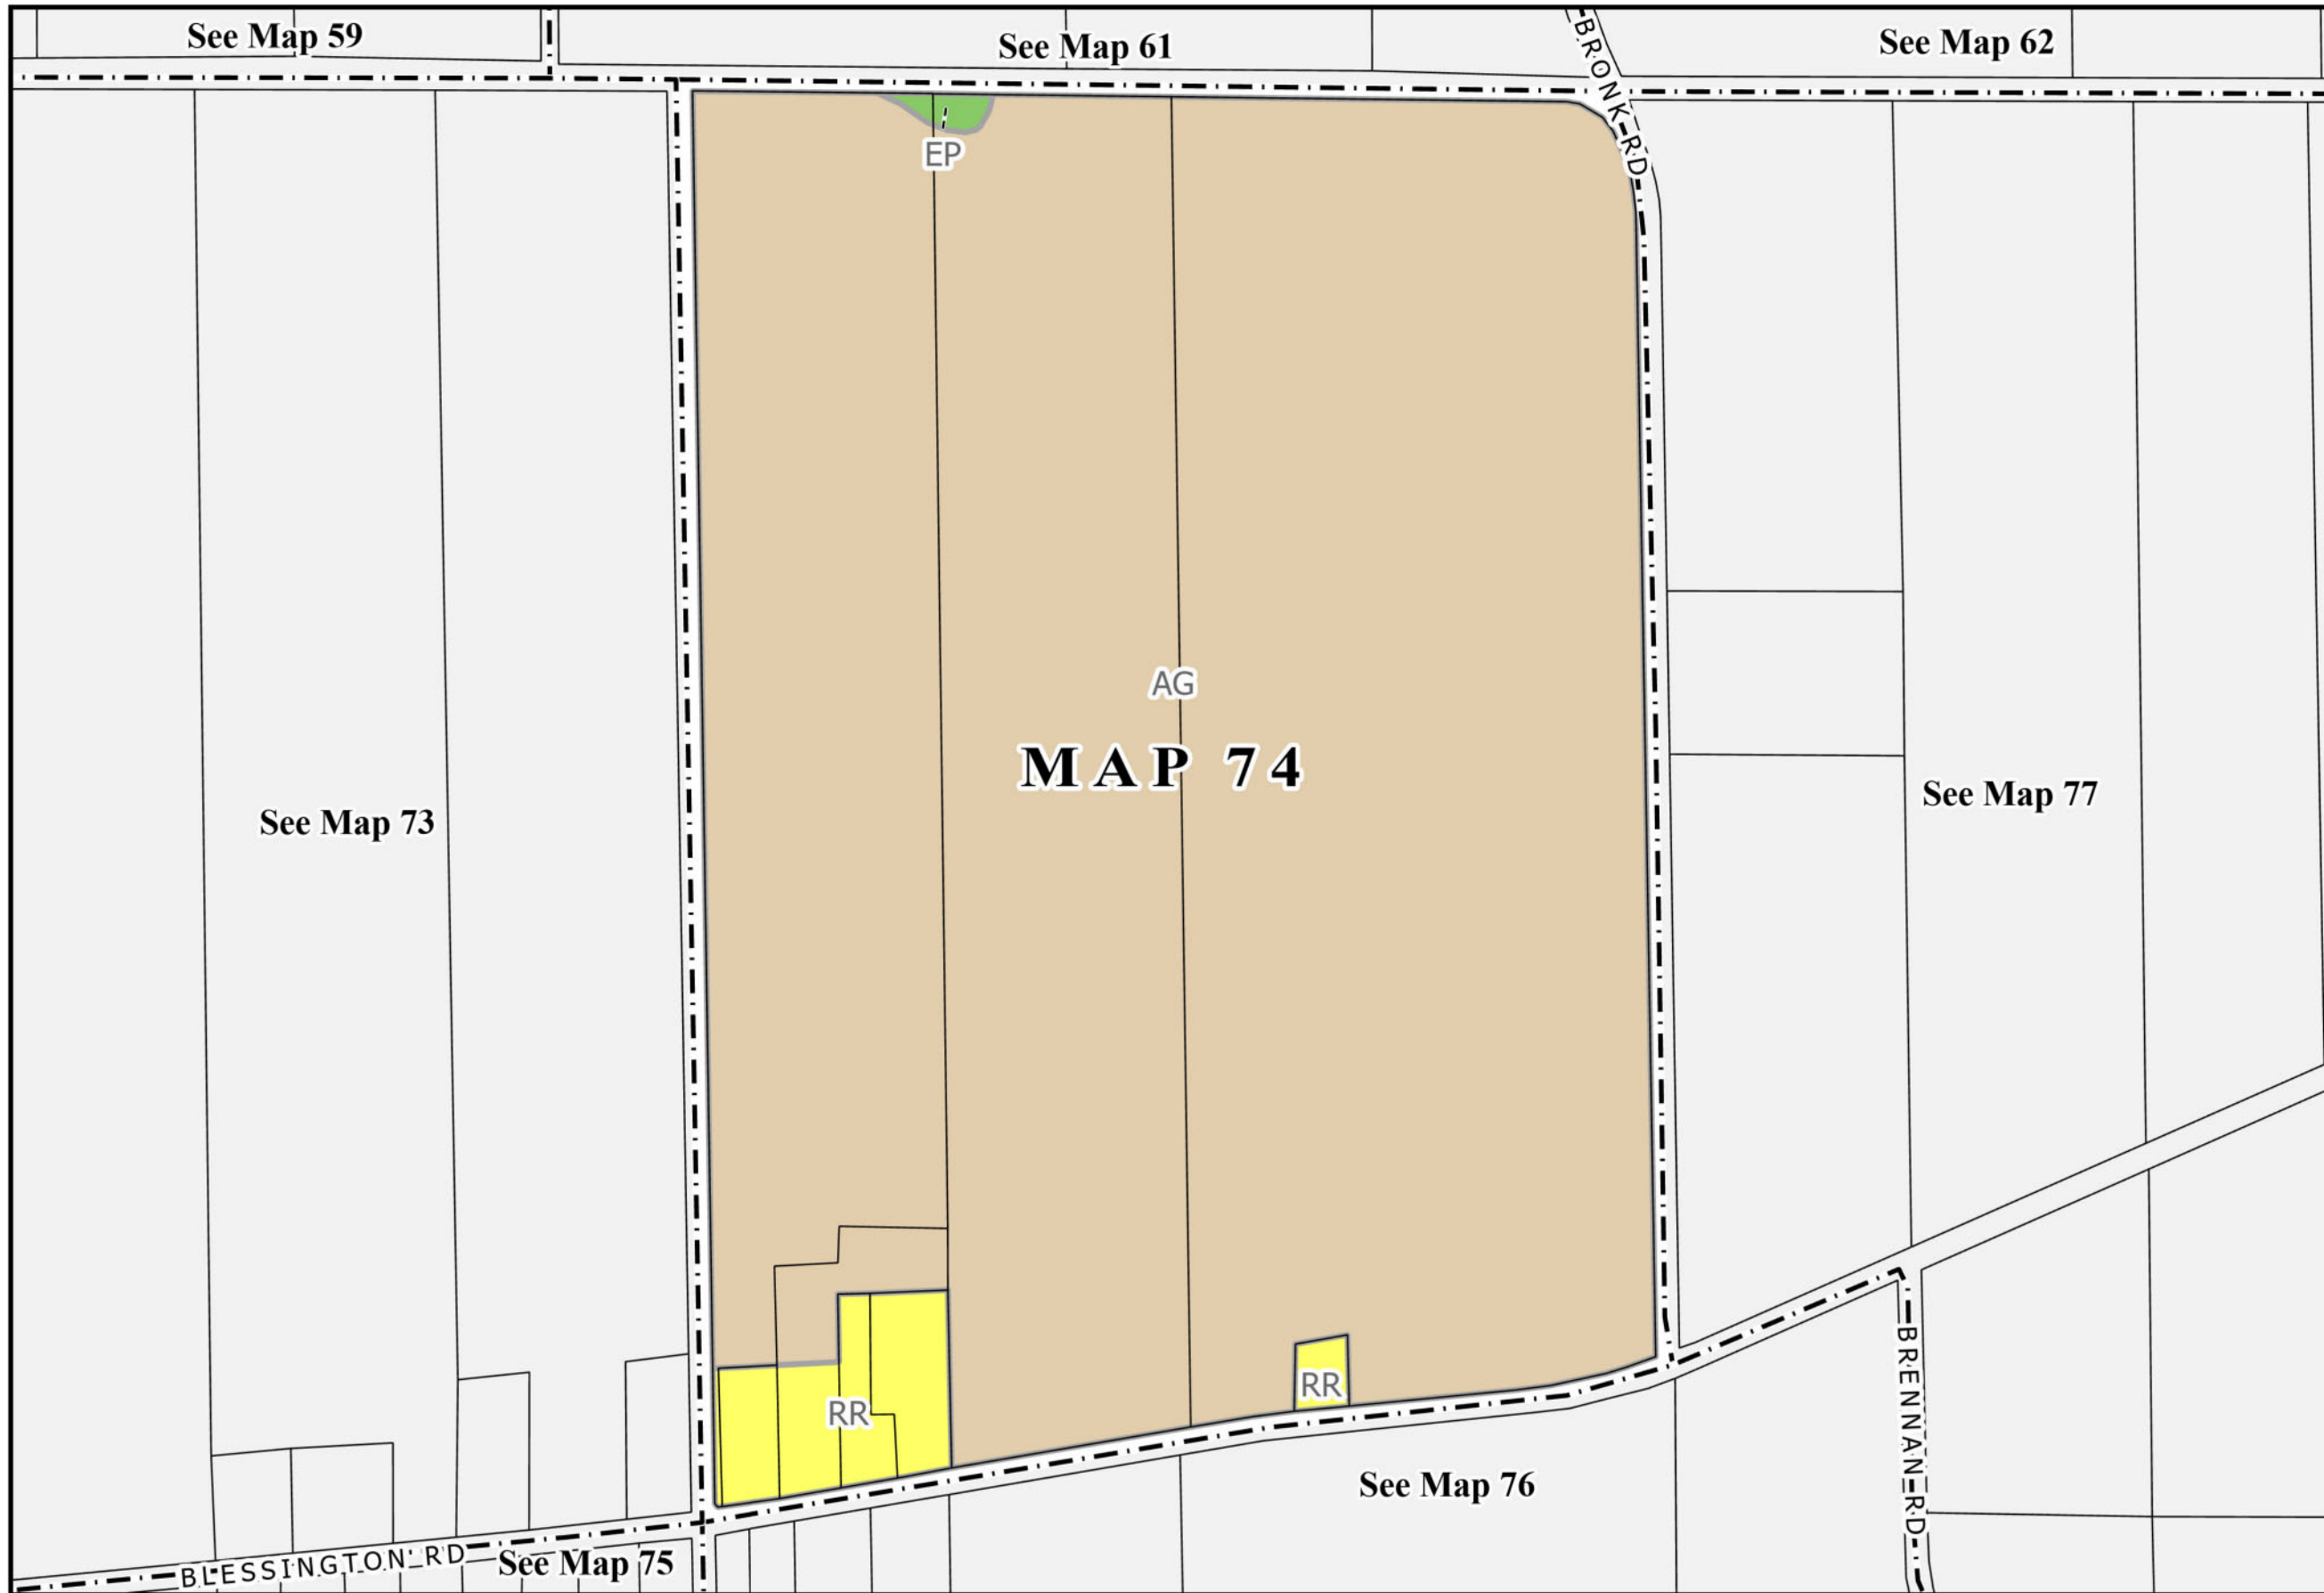 See Map 59
See Map 61
See Map 62
BRONK RD
EP
AG
MAP 74
See Map 73
See Map 77
RR
RR
BRENNAN RD
See Map 76
BLESSINGTON RD
See Map 75